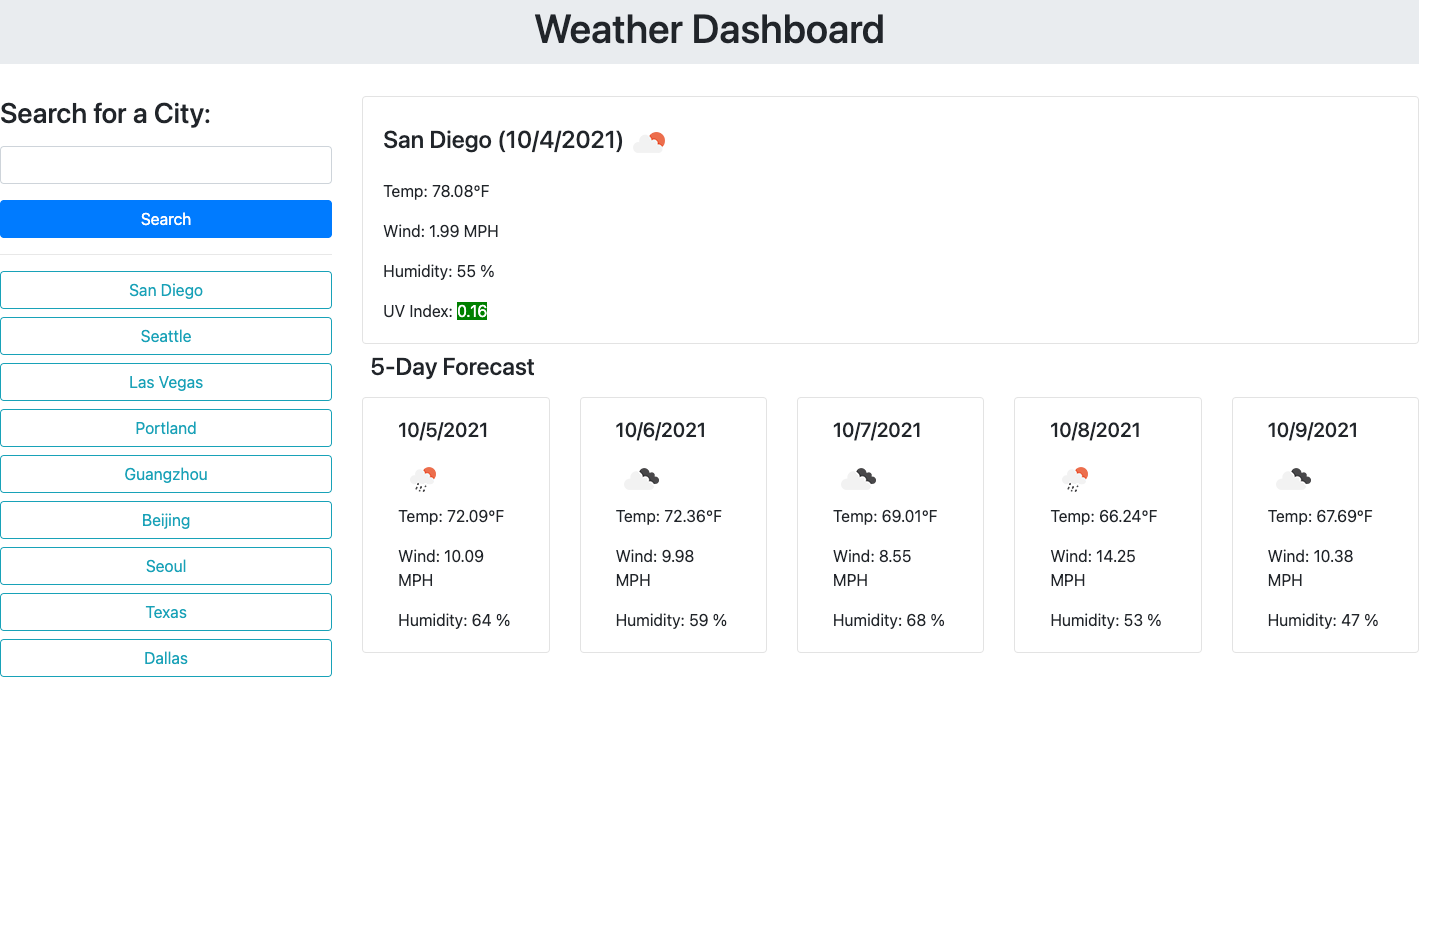 Weather Dashboard
Search for a City:
Search
San Diego
Seattle
Las Vegas
Portland
Guangzhou
Beijing
Seoul
Texas
Dallas
San Diego (10/4/2021)
Temp: 78.08°F
Wind: 1.99 MPH
Humidity: 55 %
UV Index: 0.16
5-Day Forecast
10/5/2021
Temp: 72.09°F
Wind: 10.09
MPH
Humidity: 64 %
10/6/2021
Temp: 72.36°F
Wind: 9.98
MPH
Humidity: 59 %
10/7/2021
Temp: 69.01°F
Wind: 8.55
MPH
Humidity: 68 %
10/8/2021
Temp: 66.24°F
Wind: 14.25
MPH
Humidity: 53 %
10/9/2021
Temp: 67.69°F
Wind: 10.38
MPH
Humidity: 47 %